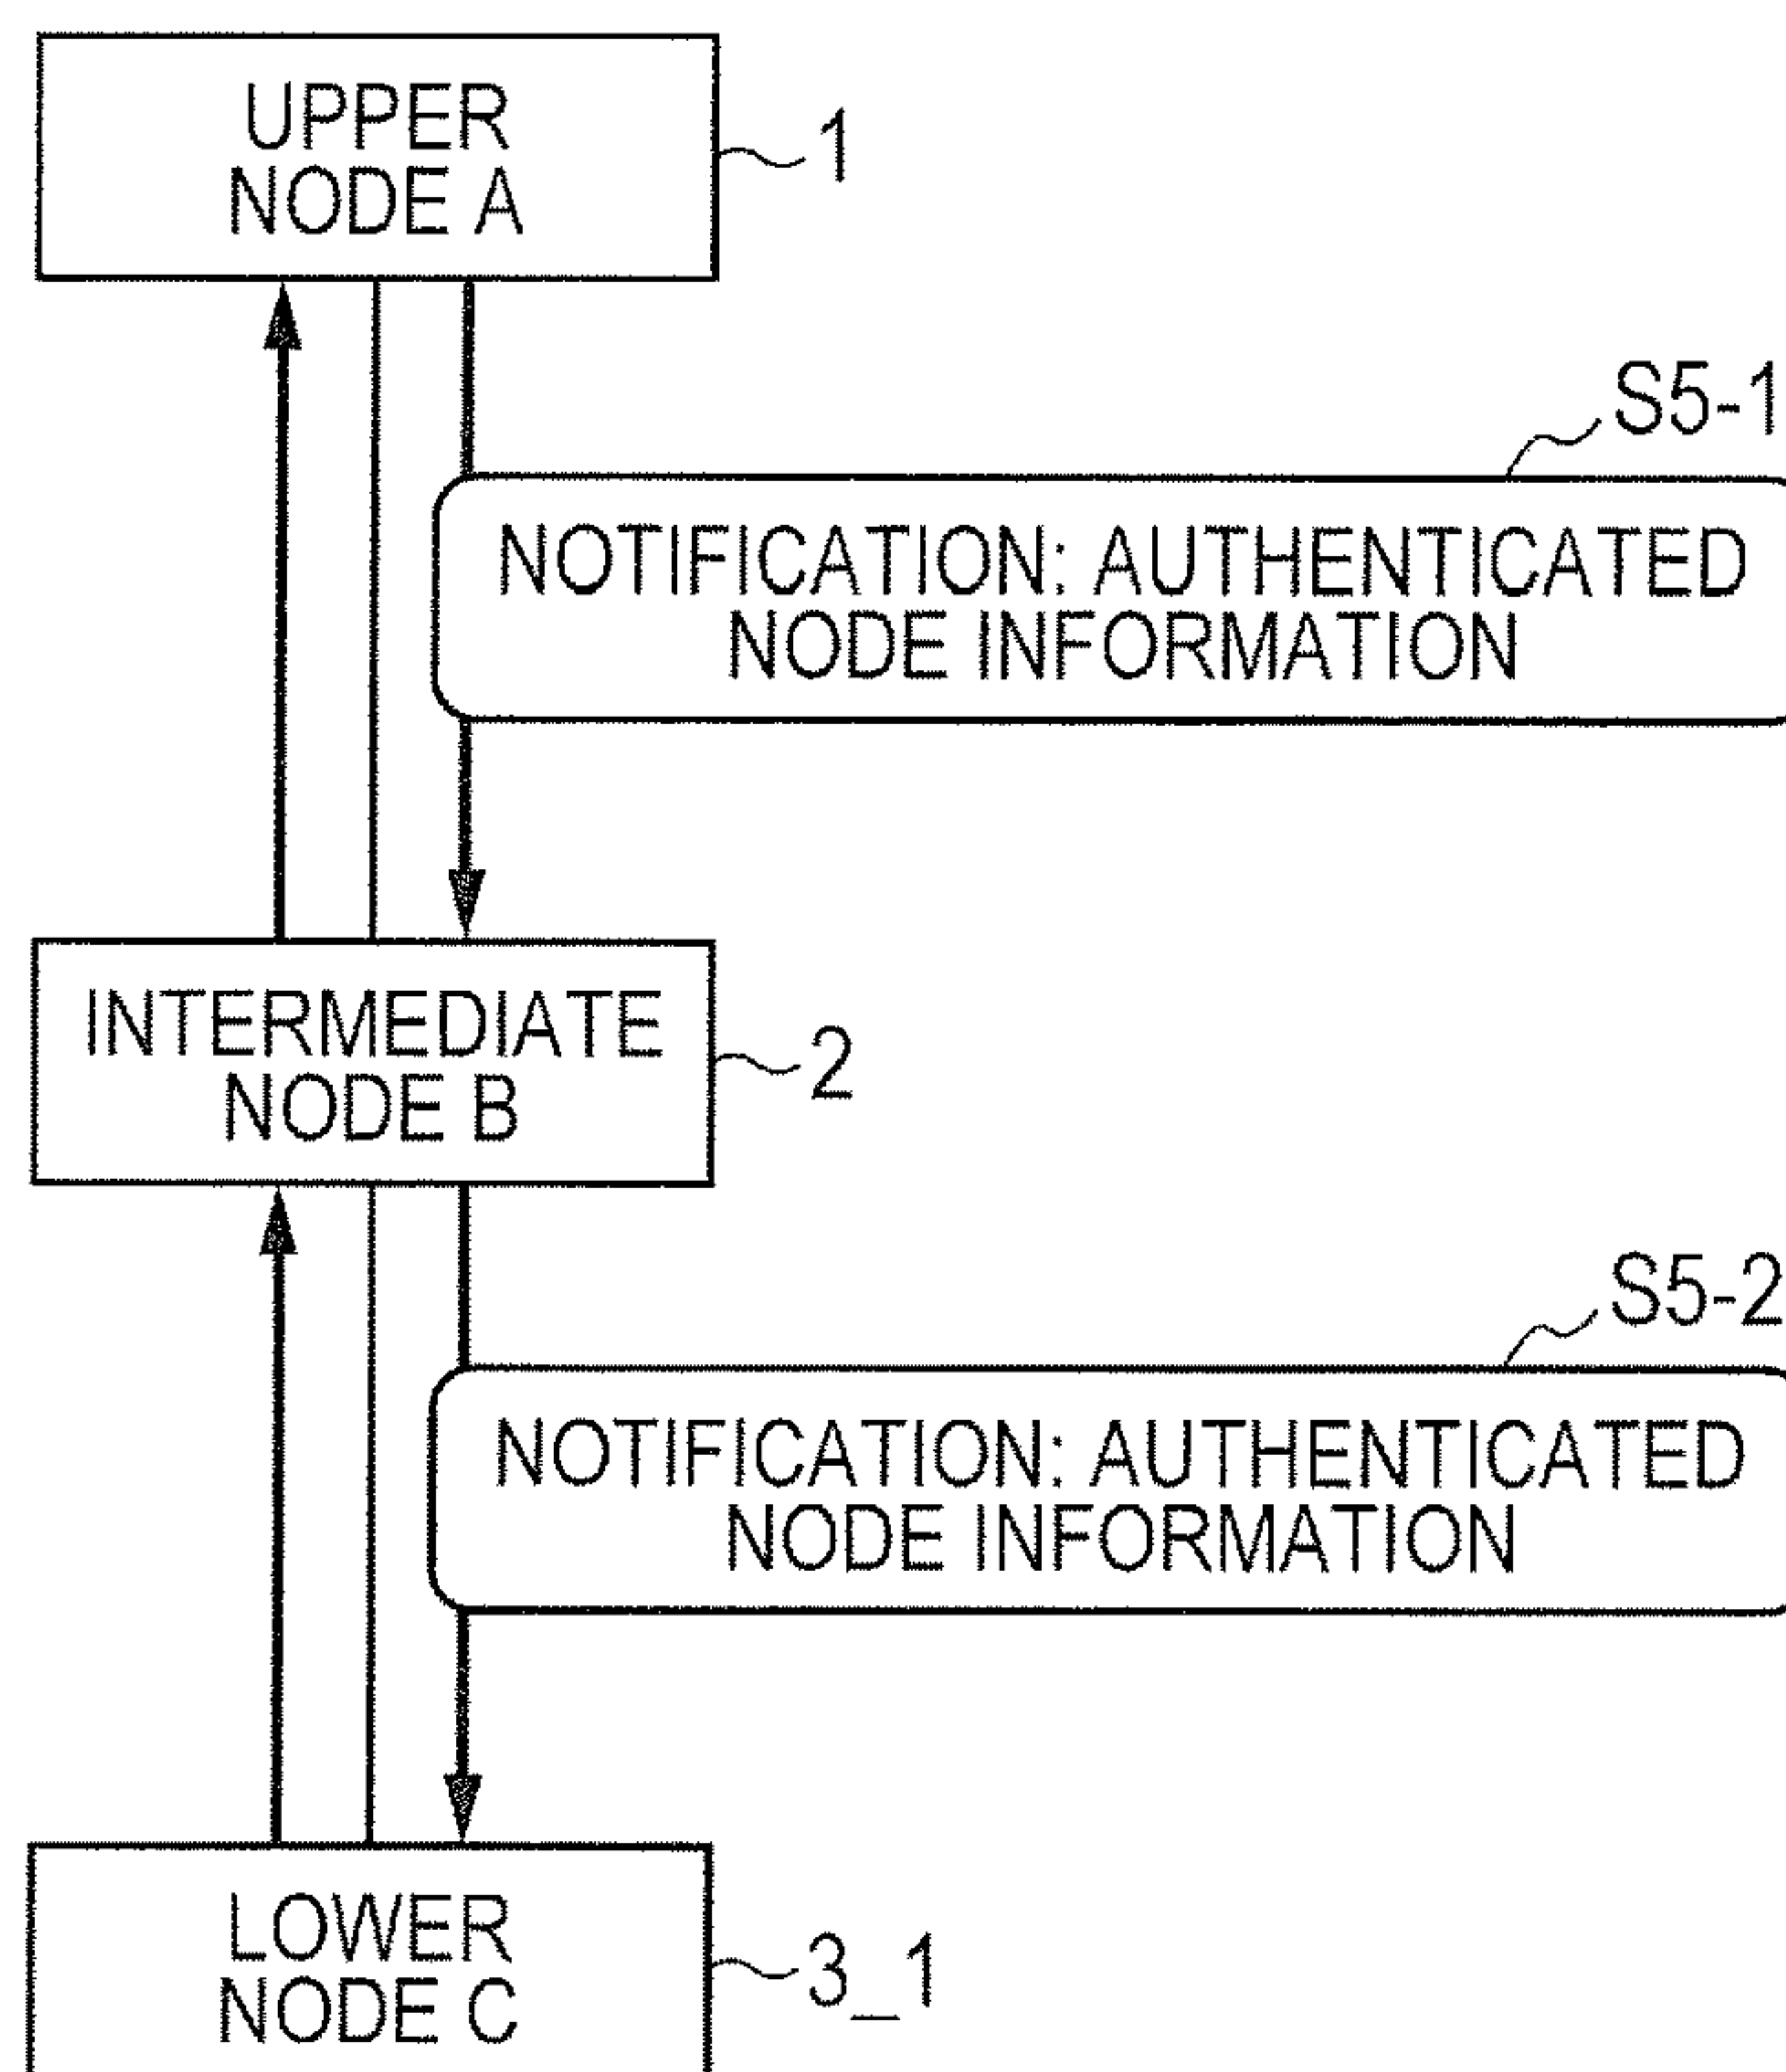 UPPER
NODE A
1
S5-1
NOTIFICATION: AUTHENTICATED
NODE INFORMATION
INTERMEDIATE
NODE B
2
S5-2
NOTIFICATION: AUTHENTICATED
NODE INFORMATION
LOWER
NODE C
3_1